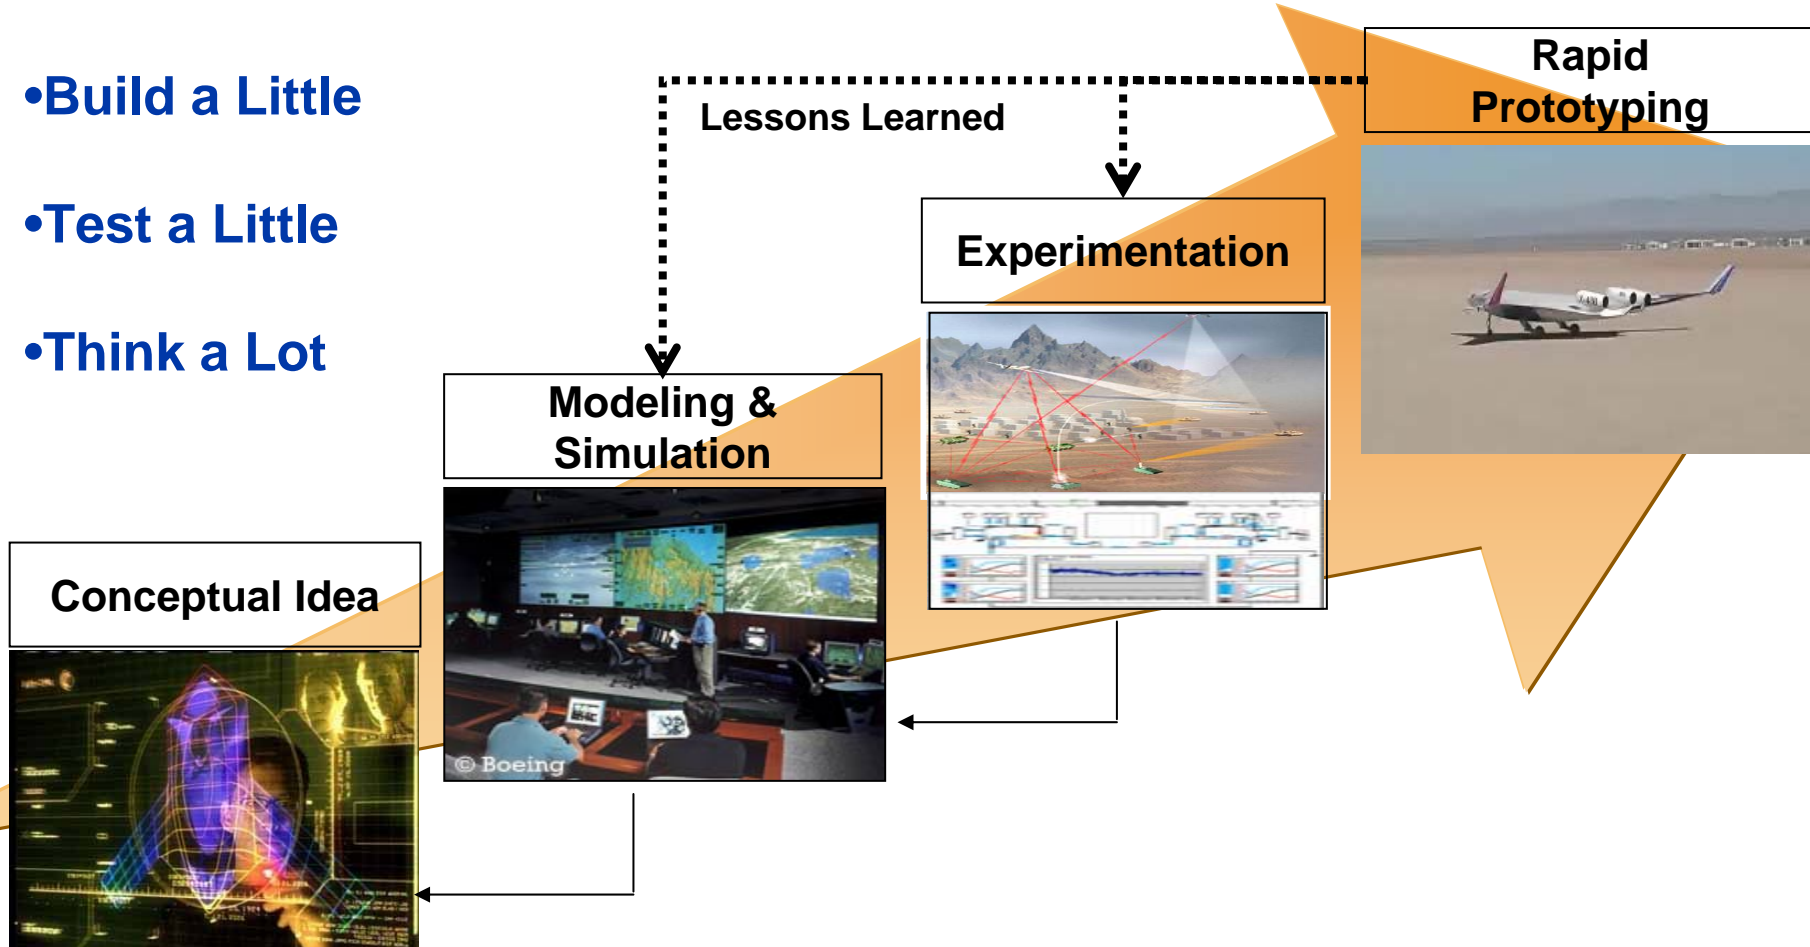 •Build a Little
•Test a Little
•Think a Lot
Lessons Learned
Rapid
Prototyping
Experimentation
Modeling &
Simulation
Conceptual Idea
© Boeing